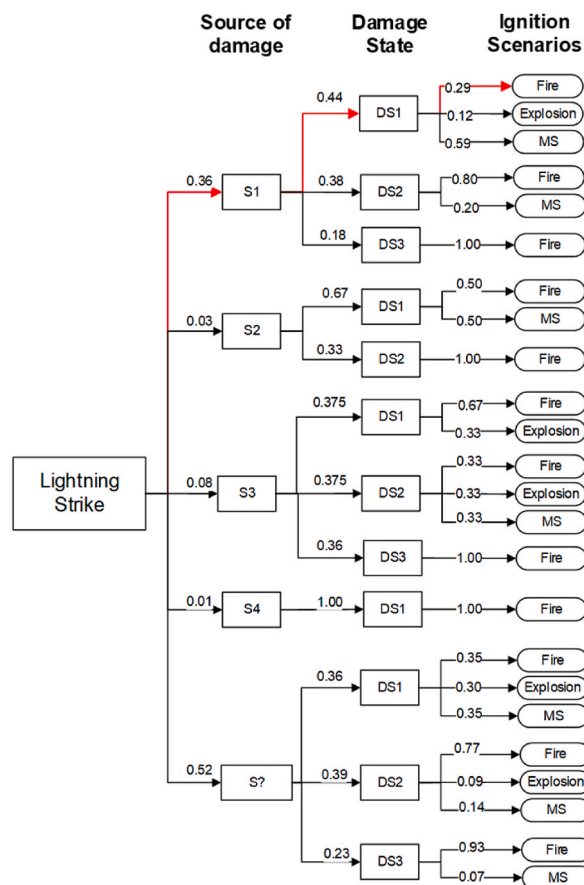 Source of damage
Damage State
Ignition Scenarios
Lightning Strike
0.36
S1
0.44
DS1
0.29
Fire
0.12
Explosion
0.59
MS
0.38
DS2
0.80
Fire
0.20
MS
0.18
DS3
1.00
Fire
0.03
S2
0.67
DS1
0.50
Fire
0.50
MS
0.33
DS2
1.00
Fire
0.08
S3
0.375
DS1
0.67
Fire
0.33
Explosion
0.375
DS2
0.33
Fire
0.33
Explosion
0.33
MS
0.36
DS3
1.00
Fire
0.01
S4
1.00
DS1
1.00
Fire
0.52
S?
0.36
DS1
0.35
Fire
0.30
Explosion
0.35
MS
0.39
DS2
0.77
Fire
0.09
Explosion
0.14
MS
0.23
DS3
0.93
Fire
0.07
MS